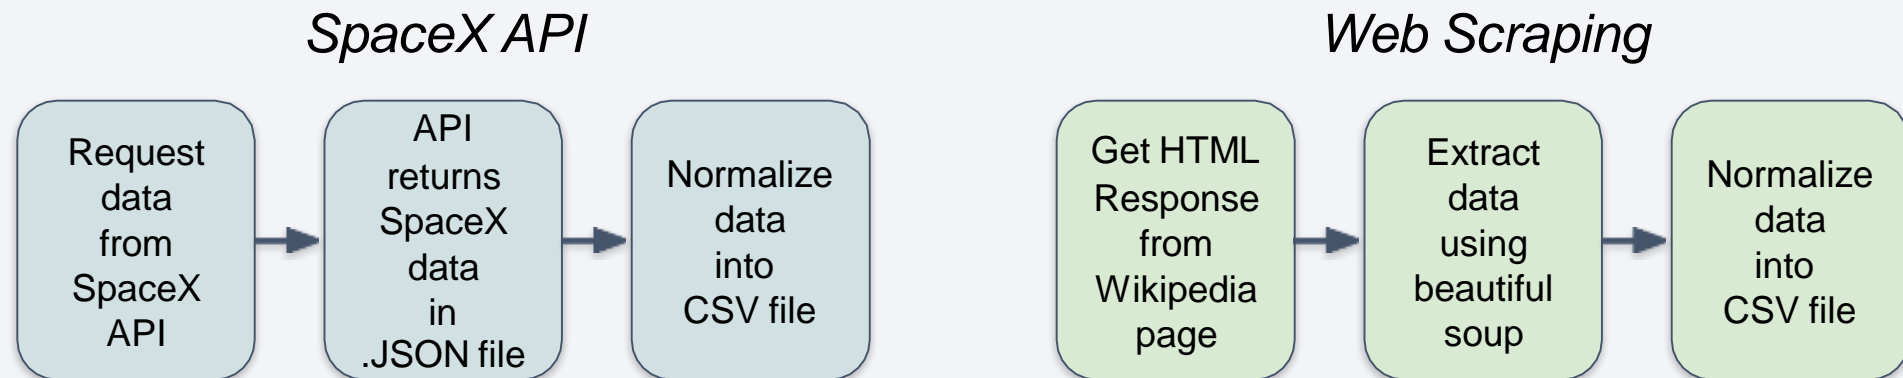 SpaceX API
Request
data
from
SpaceX
API
API
returns
SpaceX
data
in
.JSON file
Normalize
data
into
CSV file
Web Scraping
Get HTML
Response
from
Wikipedia
page
Extract
data
using
beautiful
soup
Normalize
data
into
CSV file